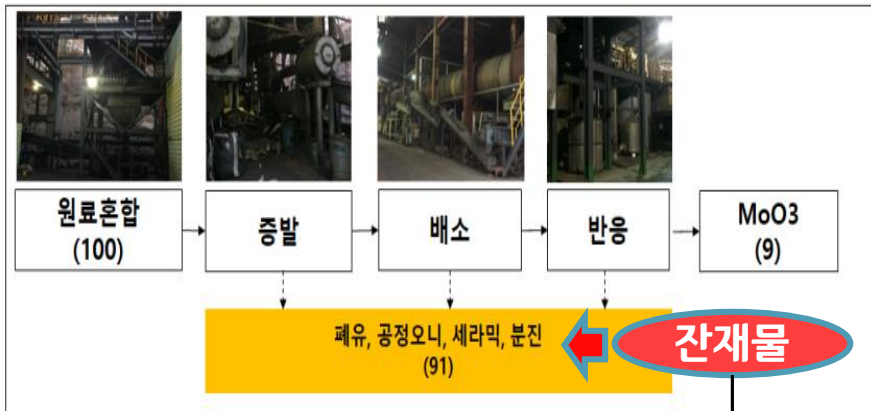 원료혼합
(100)
증발
배소
반응
MoO3
(9)
폐유, 공정오니, 세라믹, 분진
(91)
잔재물